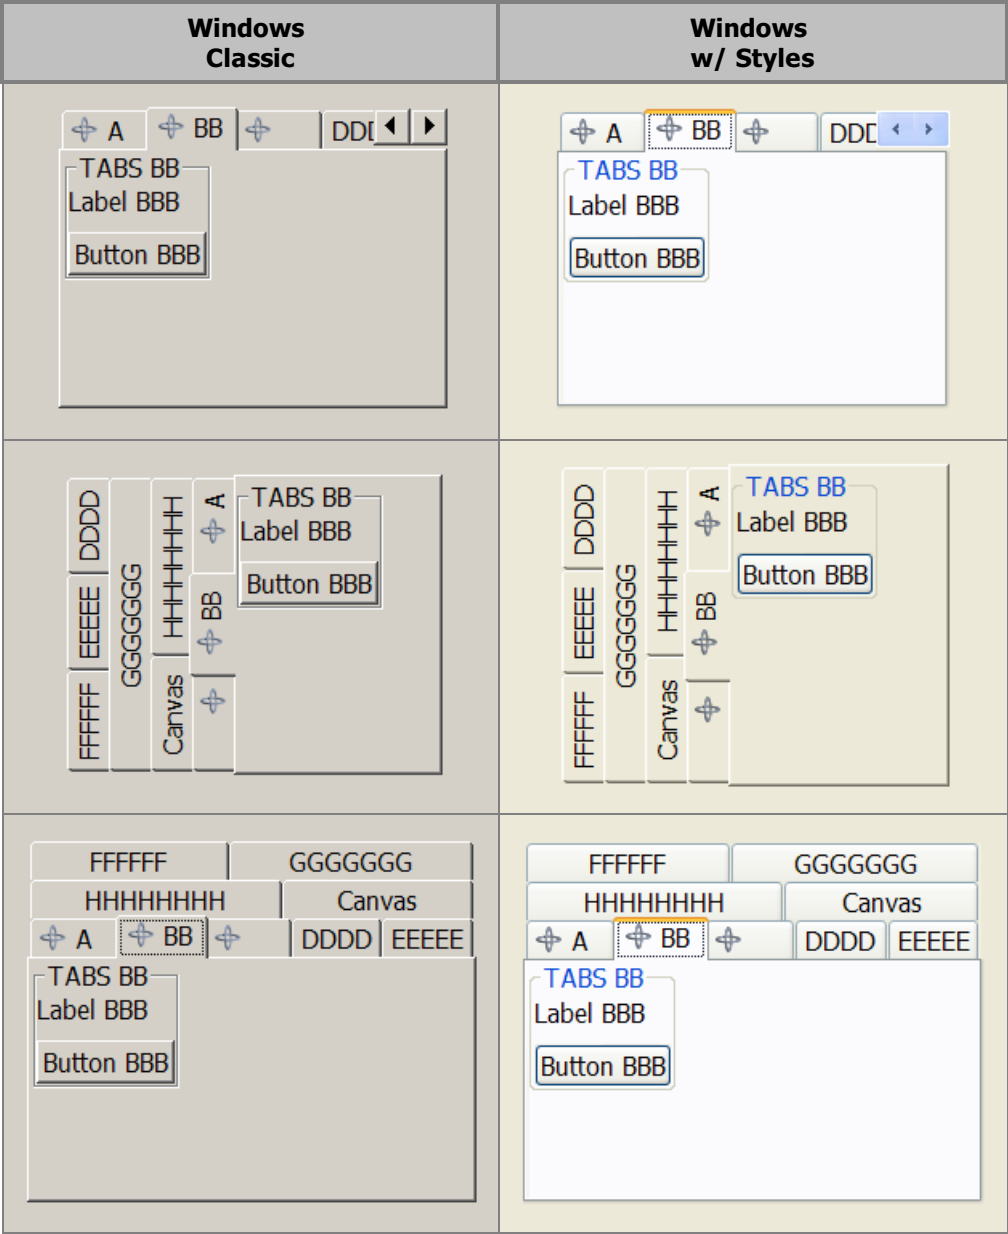 Windows
Classic
Windows
w/ Styles
A BB
TABS BB
Label BBB
Button BBB
A BB DDD
TABS BB
Label BBB
Button BBB
DDDD
EEEEE
FFFFFF
GGGGGGG
HHHHHHHH
Canvas
A
BB
TABS BB
Label BBB
Button BBB
DDDD
EEEEE
FFFFFF
GGGGGGG
HHHHHHHH
Canvas
A
BB
TABS BB
Label BBB
Button BBB
FFFFFF GGGGGGG
HHHHHHHH Canvas
A BB DDDD EEEEE
TABS BB
Label BBB
Button BBB
FFFFFF GGGGGGG
HHHHHHHH Canvas
A BB DDDD EEEEE
TABS BB
Label BBB
Button BBB